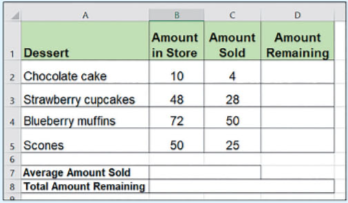 A B C D
1 Dessert Amount in Store Amount Sold Amount Remaining
2 Chocolate cake 10 4
3 Strawberry cupcakes 48 28
4 Blueberry muffins 72 50
5 Scones 50 25
6
7 Average Amount Sold
8 Total Amount Remaining
9